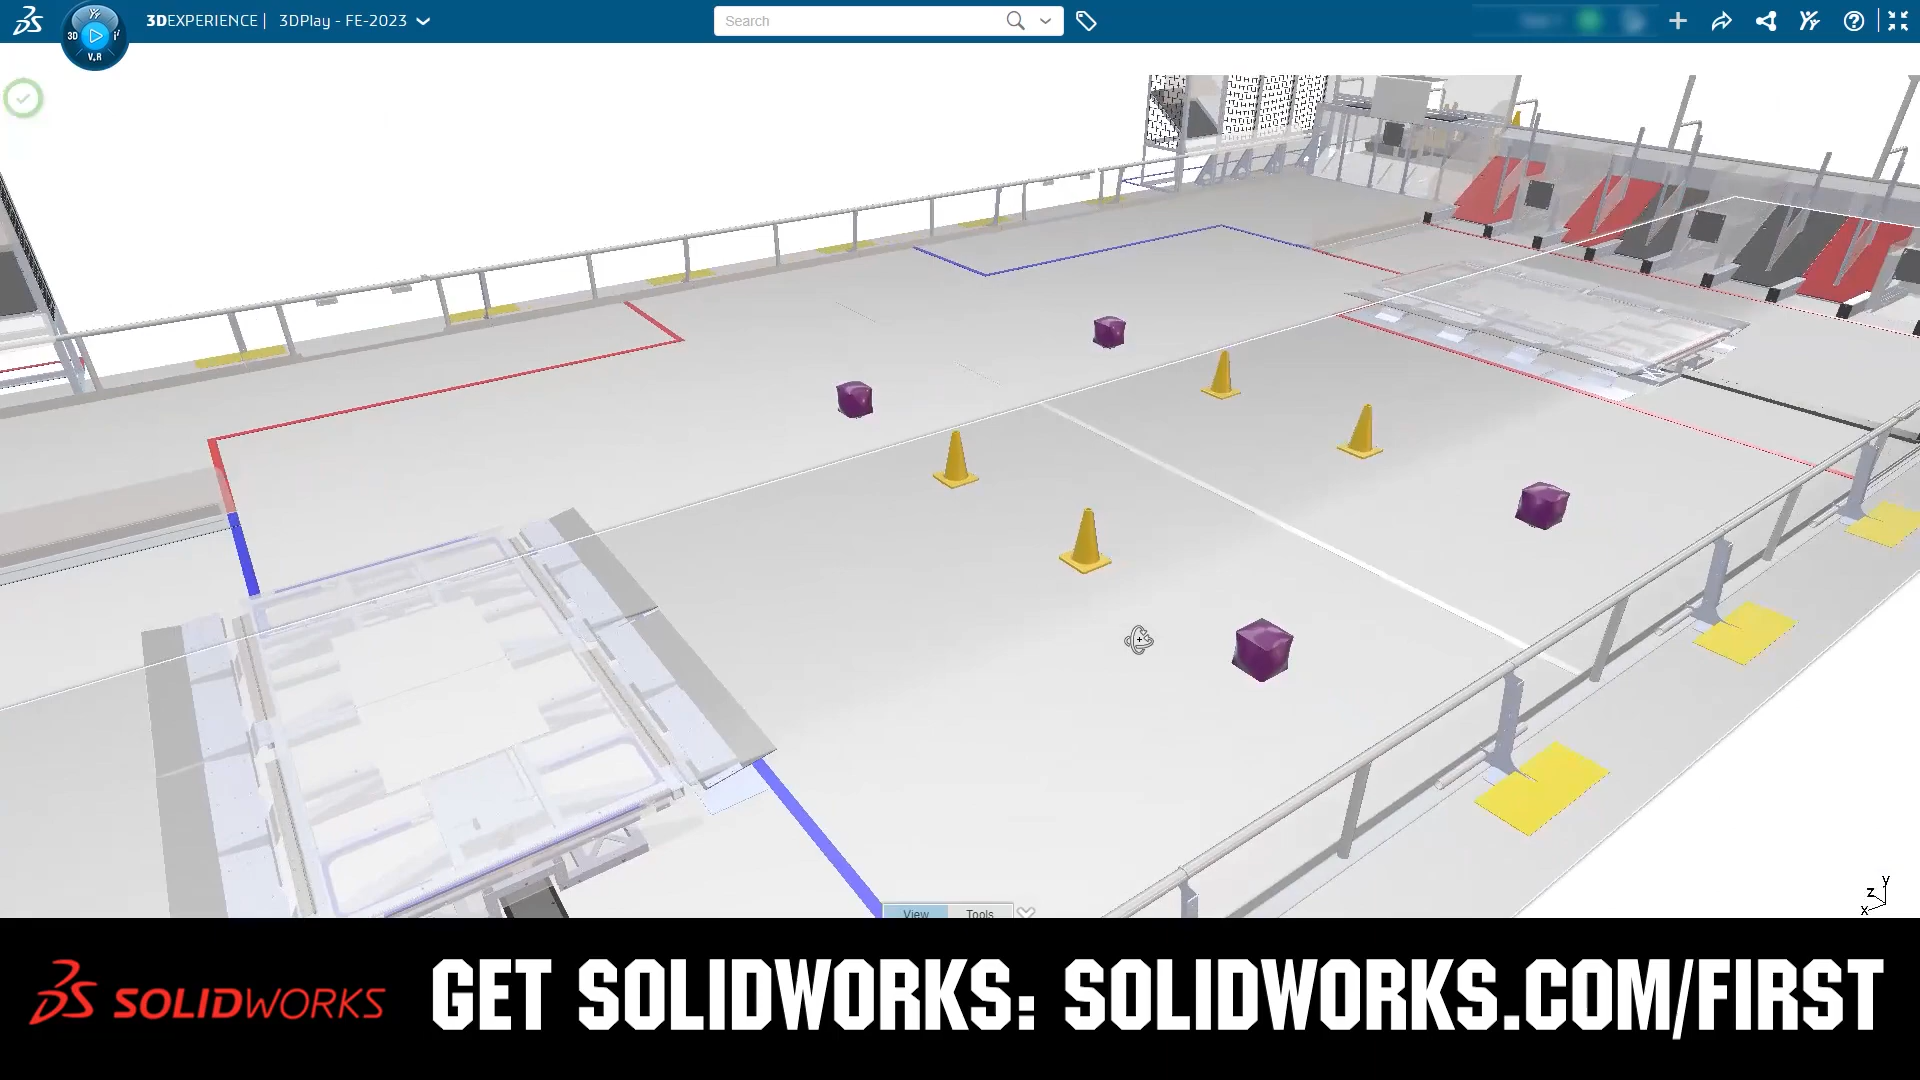 3DEXPERIENCE | 3DPlay - FE-2023
Search
3D
V.R
View Tools
z y
x
SOLIDWORKS
GET SOLIDWORKS: SOLIDWORKS.COM/FIRST